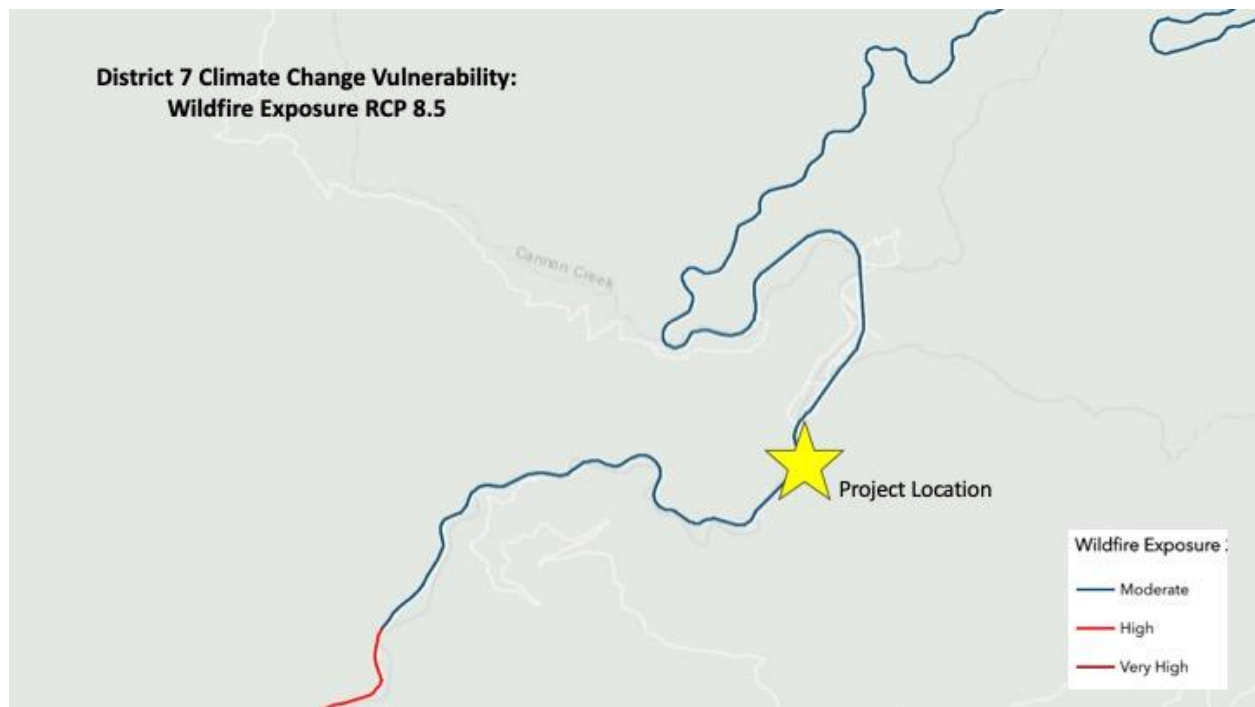 District 7 Climate Change Vulnerability:
Wildfire Exposure RCP 8.5
Cannon Creek
Project Location
Wildfire Exposure
Moderate
High
Very High